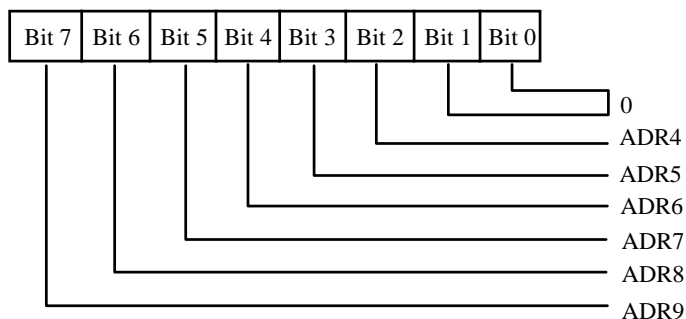 Bit 7 Bit 6 Bit 5 Bit 4 Bit 3 Bit 2 Bit 1 Bit 0
0
ADR4
ADR5
ADR6
ADR7
ADR8
ADR9